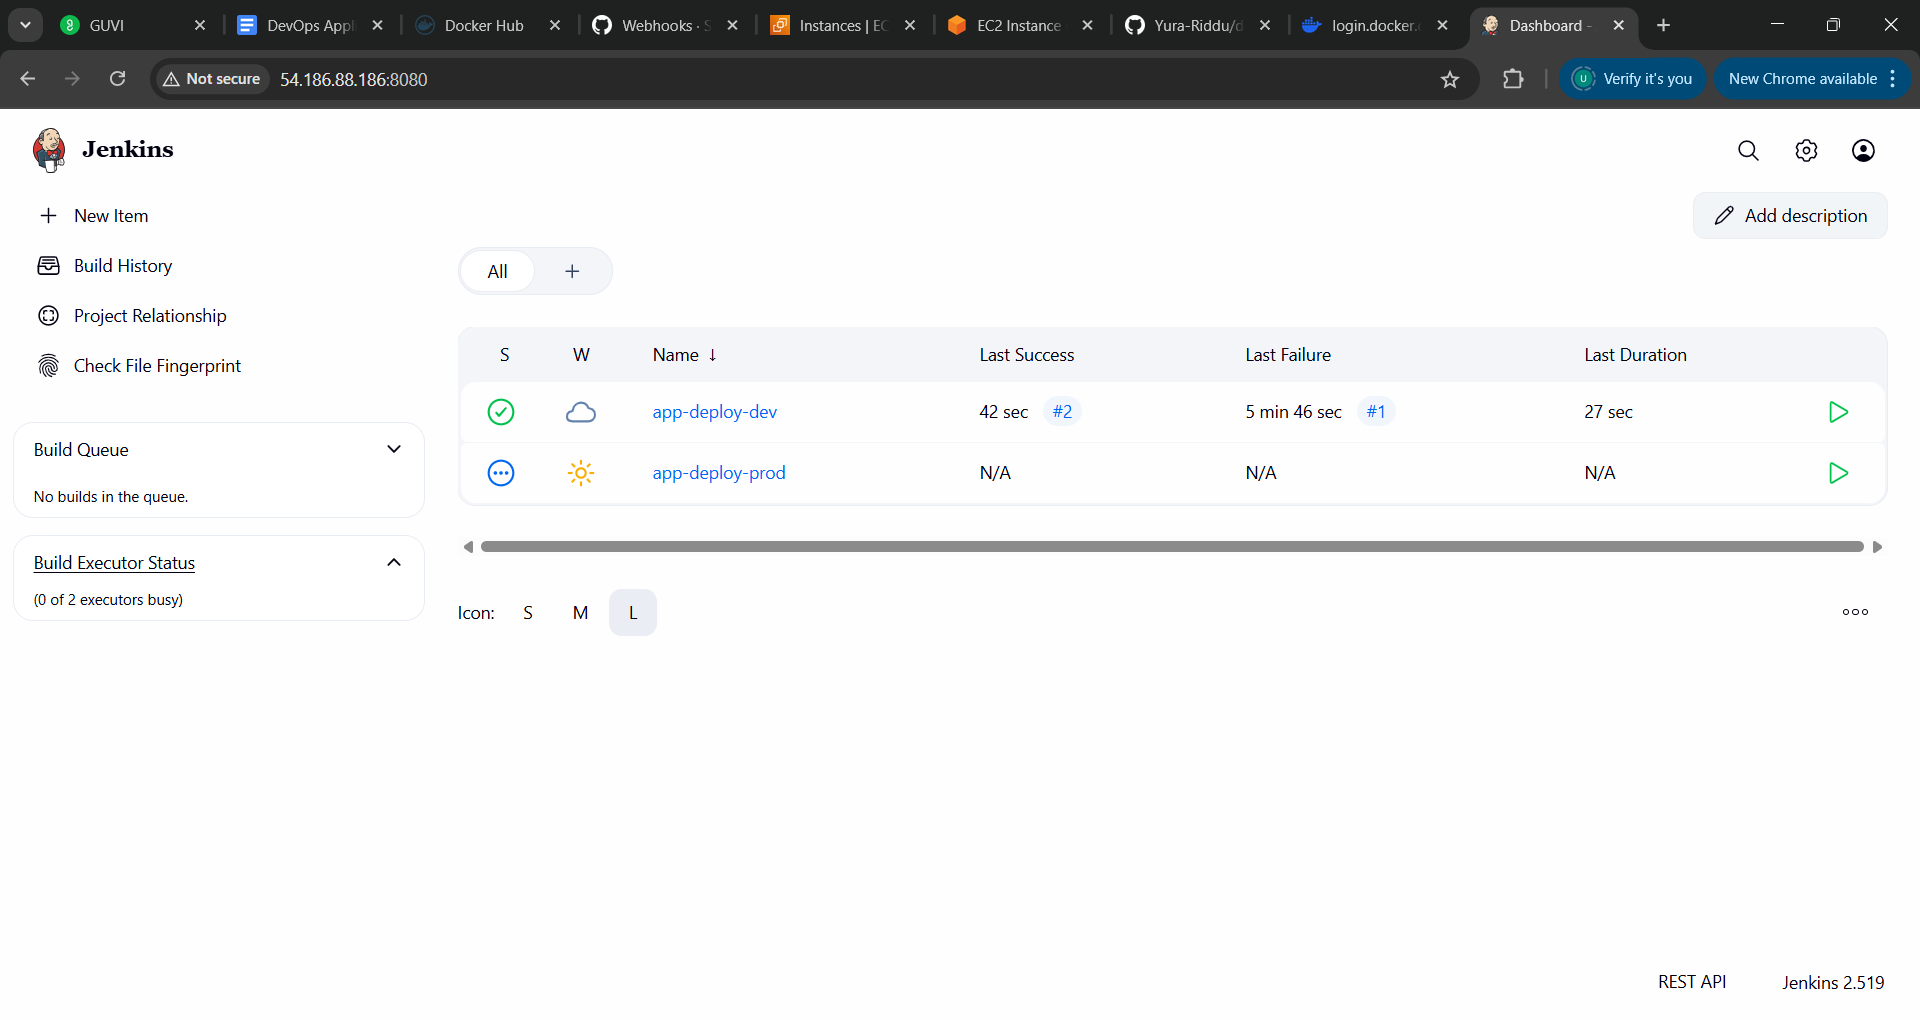 GUVI
DevOps Appl
Docker Hub
Webhooks · S
Instances | EC
EC2 Instance
Yura-Riddu/d
login.docker.
Dashboard -
Not secure
54.186.88.186:8080
Verify it's you
New Chrome available
Jenkins
New Item
Add description
Build History
All
Project Relationship
Check File Fingerprint
S W Name ↓ Last Success Last Failure Last Duration
app-deploy-dev 42 sec #2 5 min 46 sec #1 27 sec
app-deploy-prod N/A N/A N/A
Build Queue
No builds in the queue.
Build Executor Status
(0 of 2 executors busy)
Icon: S M L
REST API
Jenkins 2.519